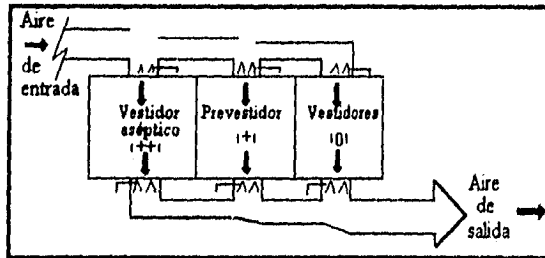 Aire
de
entrada
Vestidor
aséptico
|++|
Prevestidor
|+|
Vestidores
|0|
Aire
de
salida